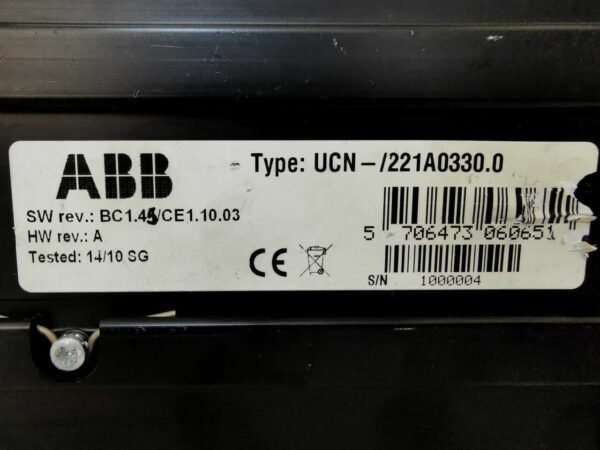 ABB
Type: UCN-/221A0330.0
SW rev.: BC1.45/CE1.10.03
HW rev.: A
Tested: 14/10 SG
CE
5 706473 060651
S/N 1000004